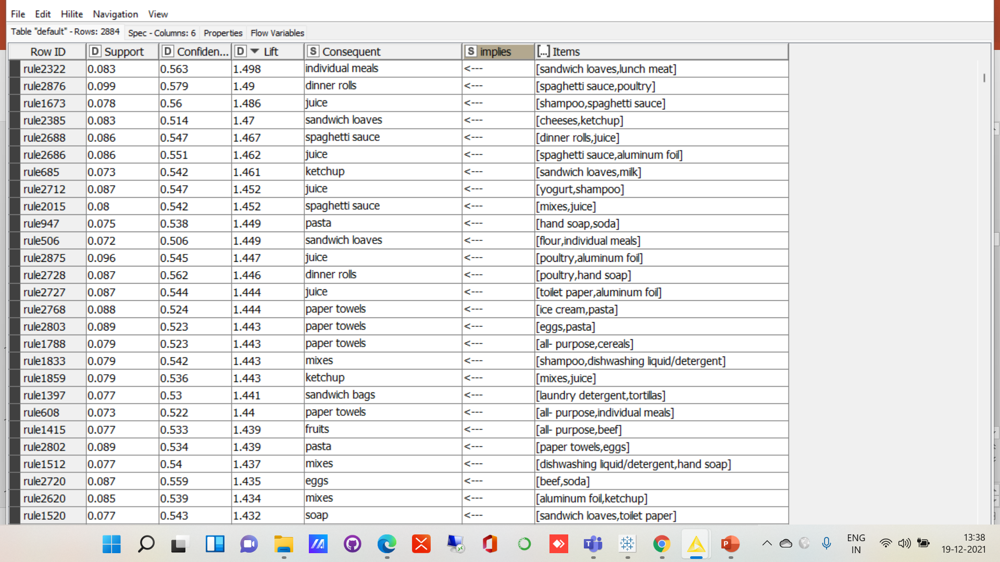 File Edit Hilite Navigation View
Table "default" - Rows: 2884 Spec - Columns: 6 Properties Flow Variables
Row ID D Support D Confiden... D Lift S Consequent S implies [...] Items
rule2322 0.083 0.563 1.498 individual meals <--- [sandwich loaves,lunch meat]
rule2876 0.099 0.579 1.49 dinner rolls <--- [spaghetti sauce,poultry]
rule1673 0.078 0.56 1.486 juice <--- [shampoo,spaghetti sauce]
rule2385 0.083 0.514 1.47 sandwich loaves <--- [cheeses,ketchup]
rule2688 0.086 0.547 1.467 spaghetti sauce <--- [dinner rolls,juice]
rule2686 0.086 0.551 1.462 juice <--- [spaghetti sauce,aluminum foil]
rule685 0.073 0.542 1.461 ketchup <--- [sandwich loaves,milk]
rule2712 0.087 0.547 1.452 juice <--- [yogurt,shampoo]
rule2015 0.08 0.542 1.452 spaghetti sauce <--- [mixes,juice]
rule947 0.075 0.538 1.449 pasta <--- [hand soap,soda]
rule506 0.072 0.506 1.449 sandwich loaves <--- [flour,individual meals]
rule2875 0.096 0.545 1.447 juice <--- [poultry,aluminum foil]
rule2728 0.087 0.562 1.446 dinner rolls <--- [poultry,hand soap]
rule2727 0.087 0.544 1.444 juice <--- [toilet paper,aluminum foil]
rule2768 0.088 0.524 1.444 paper towels <--- [ice cream,pasta]
rule2803 0.089 0.523 1.443 paper towels <--- [eggs,pasta]
rule1788 0.079 0.523 1.443 paper towels <--- [all- purpose,cereals]
rule1833 0.079 0.542 1.443 mixes <--- [shampoo,dishwashing liquid/detergent]
rule1859 0.079 0.536 1.443 ketchup <--- [mixes,juice]
rule1397 0.077 0.53 1.441 sandwich bags <--- [laundry detergent,tortillas]
rule608 0.073 0.522 1.44 paper towels <--- [all- purpose,individual meals]
rule1415 0.077 0.533 1.439 fruits <--- [all- purpose,beef]
rule2802 0.089 0.534 1.439 pasta <--- [paper towels,eggs]
rule1512 0.077 0.54 1.437 mixes <--- [dishwashing liquid/detergent,hand soap]
rule2720 0.087 0.559 1.435 eggs <--- [beef,soda]
rule2620 0.085 0.539 1.434 mixes <--- [aluminum foil,ketchup]
rule1520 0.077 0.543 1.432 soap <--- [sandwich loaves,toilet paper]
ENG 13:38
IN 19-12-2021